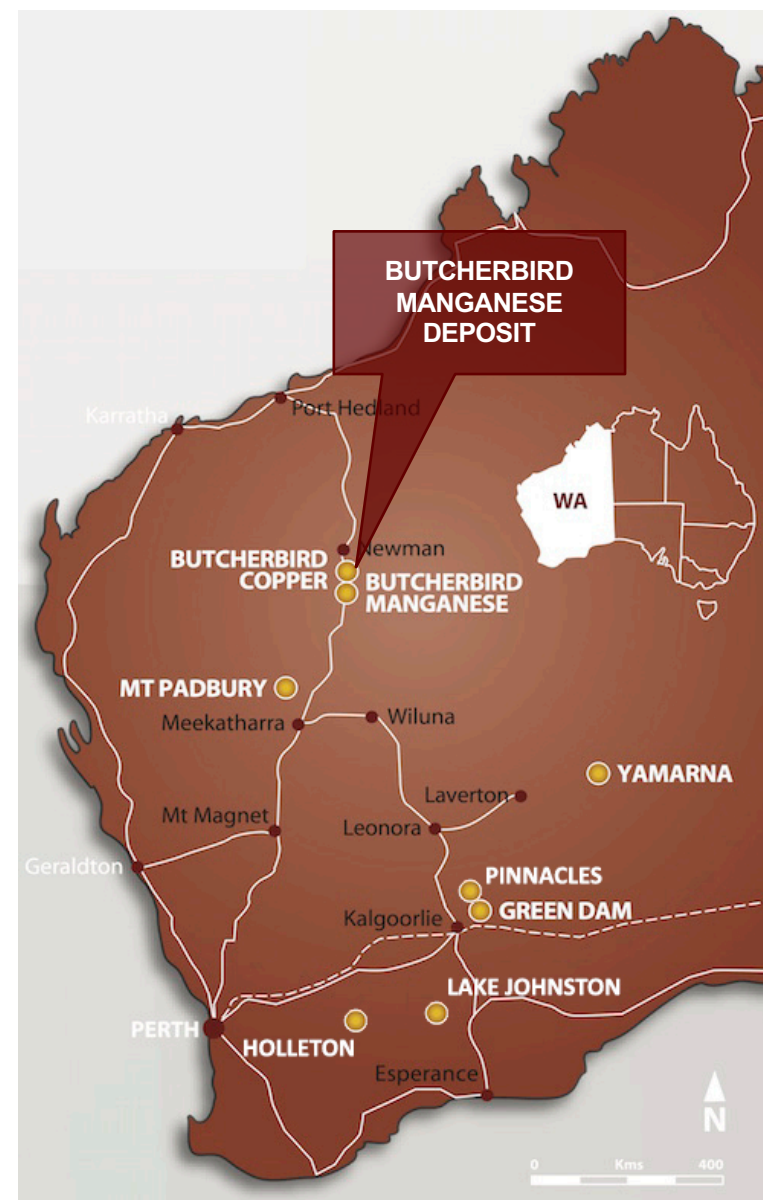 BUTCHERBIRD
MANGANESE
DEPOSIT
Karratha
Port Hedland
WA
Newman
BUTCHERBIRD
COPPER
BUTCHERBIRD
MANGANESE
MT PADBURY
Meekatharra
Wiluna
YAMARNA
Laverton
Mt Magnet
Leonora
Geraldton
PINNACLES
GREEN DAM
Kalgoorlie
LAKE JOHNSTON
PERTH
HOLLETON
Esperance
N
0 Kms 400